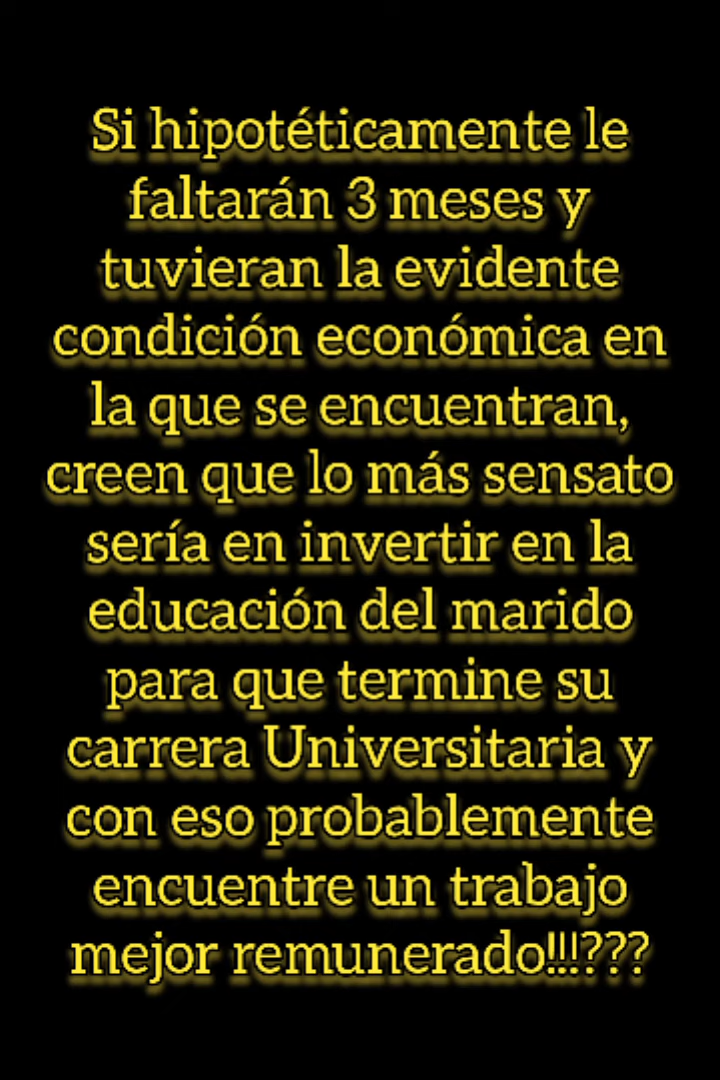 Si hipotéticamente le
faltarán 3 meses y
tuvieran la evidente
condición económica en
la que se encuentran,
creen que lo más sensato
sería en invertir en la
educación del marido
para que termine su
carrera Universitaria y
con eso probablemente
encuentre un trabajo
mejor remunerado!!!???